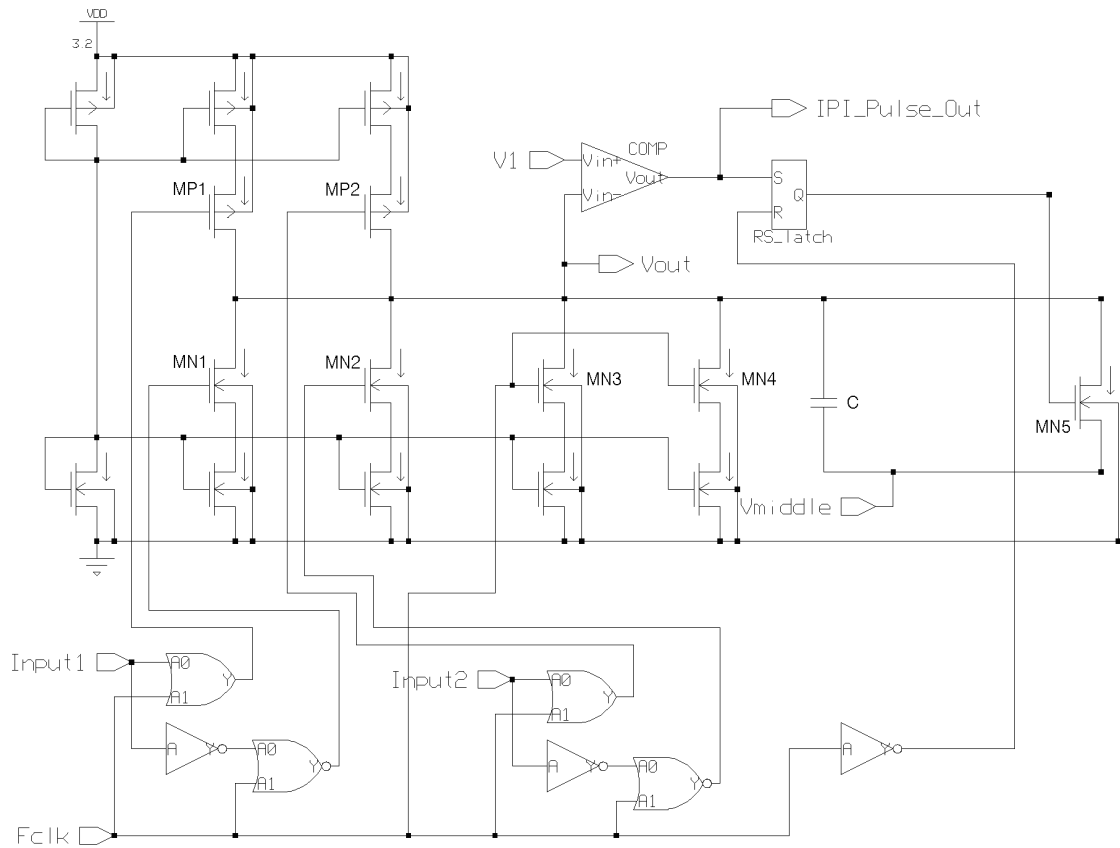 VDD
3.2
IPI_Pulse_Out
V1
Vin+
COMP
Vout
Vin-
S
Q
R
RS_latch
MP1
MP2
Vout
MN1
MN2
MN3
MN4
C
MN5
Vmiddle
Input1
A0
Y
A1
Input2
A0
Y
A1
A
Y
A0
Y
A1
A
Y
A0
Y
A1
A
Y
Fclk